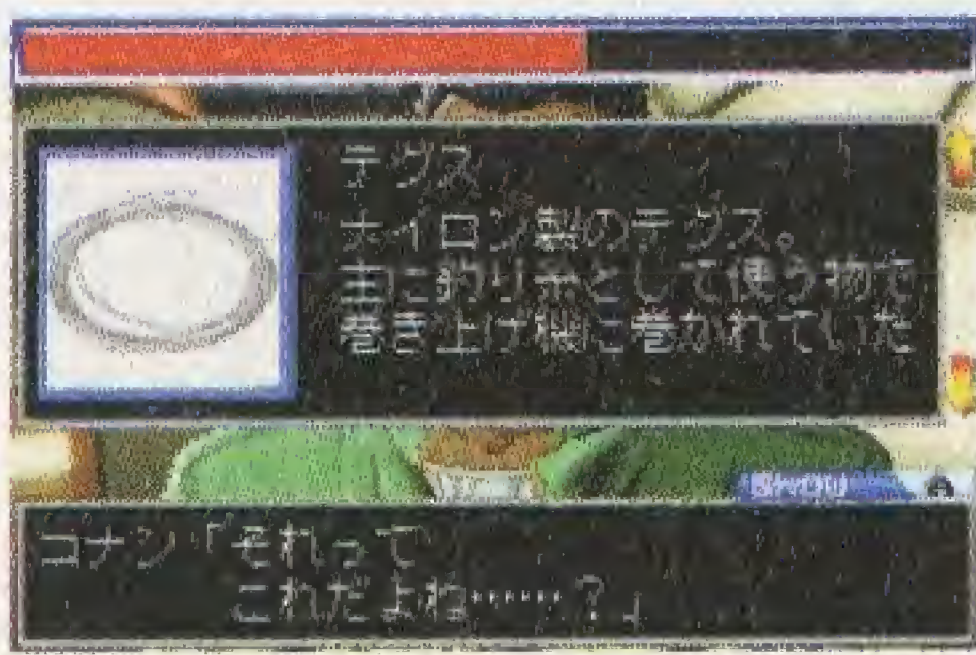 テグス
ナイロン製のテグス。
主に釣り糸として使う物で
巻き上げ機に巻かれていた
コナン「それって
これだよね……？」